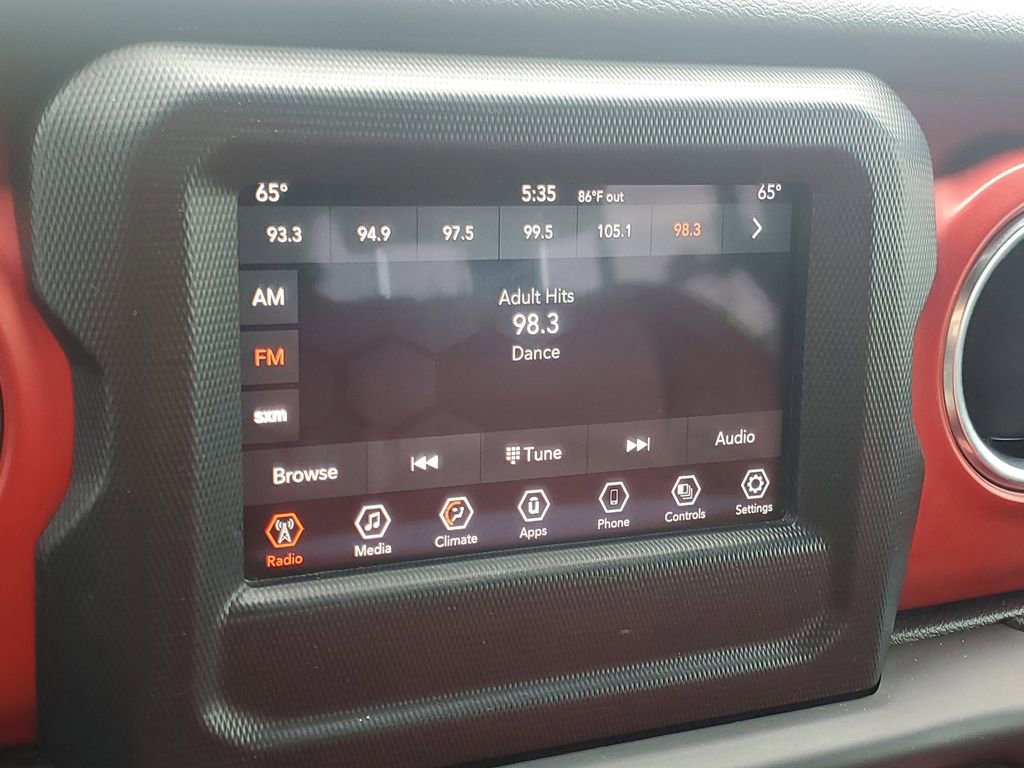 65° 5:35 86°F out 65°
93.3 94.9 97.5 99.5 105.1 98.3
AM
FM
sxm
Adult Hits
98.3
Dance
Browse Tune Audio
Radio Media Climate Apps Phone Controls Settings